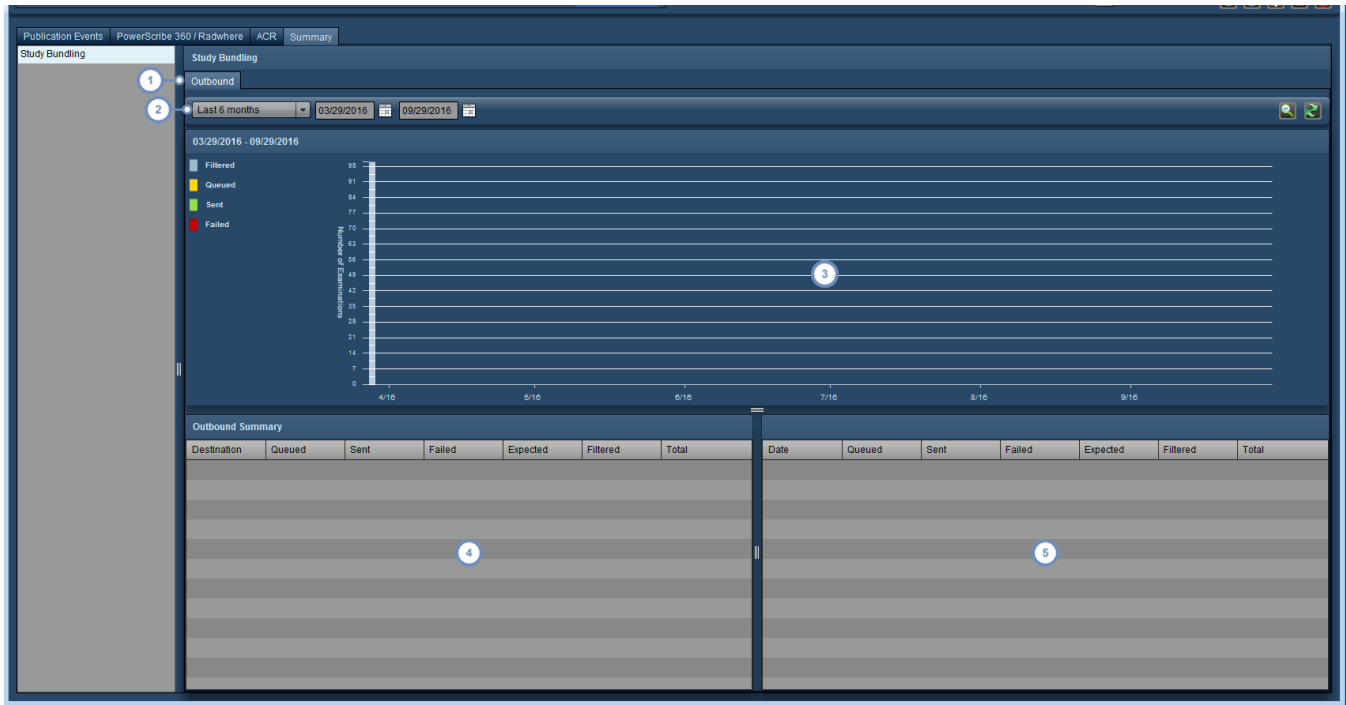 Publication Events PowerScribe 360 / Radwhere ACR Summary
Study Bundling
Study Bundling
1
Outbound
2
Last 6 months 03/29/2016 09/29/2016
03/29/2016 - 09/29/2016
Filtered
Queued
Sent
Failed
Number of Examinations
98
91
84
77
70
63
56
49
42
35
28
21
14
7
0
3
4/16 5/16 6/16 7/16 8/16 9/16
Outbound Summary
Destination Queued Sent Failed Expected Filtered Total
Date Queued Sent Failed Expected Filtered Total
4
5